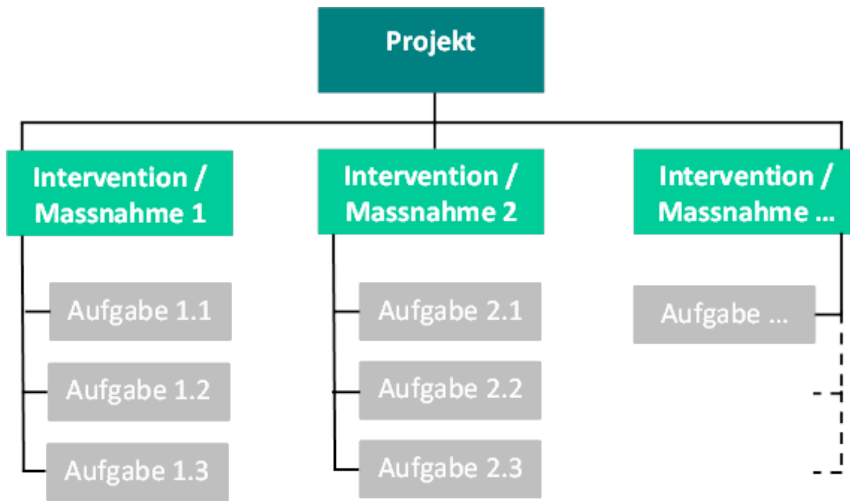 Projekt
Intervention /
Massnahme 1
Intervention /
Massnahme 2
Intervention /
Massnahme ...
Aufgabe 1.1
Aufgabe 1.2
Aufgabe 1.3
Aufgabe 2.1
Aufgabe 2.2
Aufgabe 2.3
Aufgabe ...